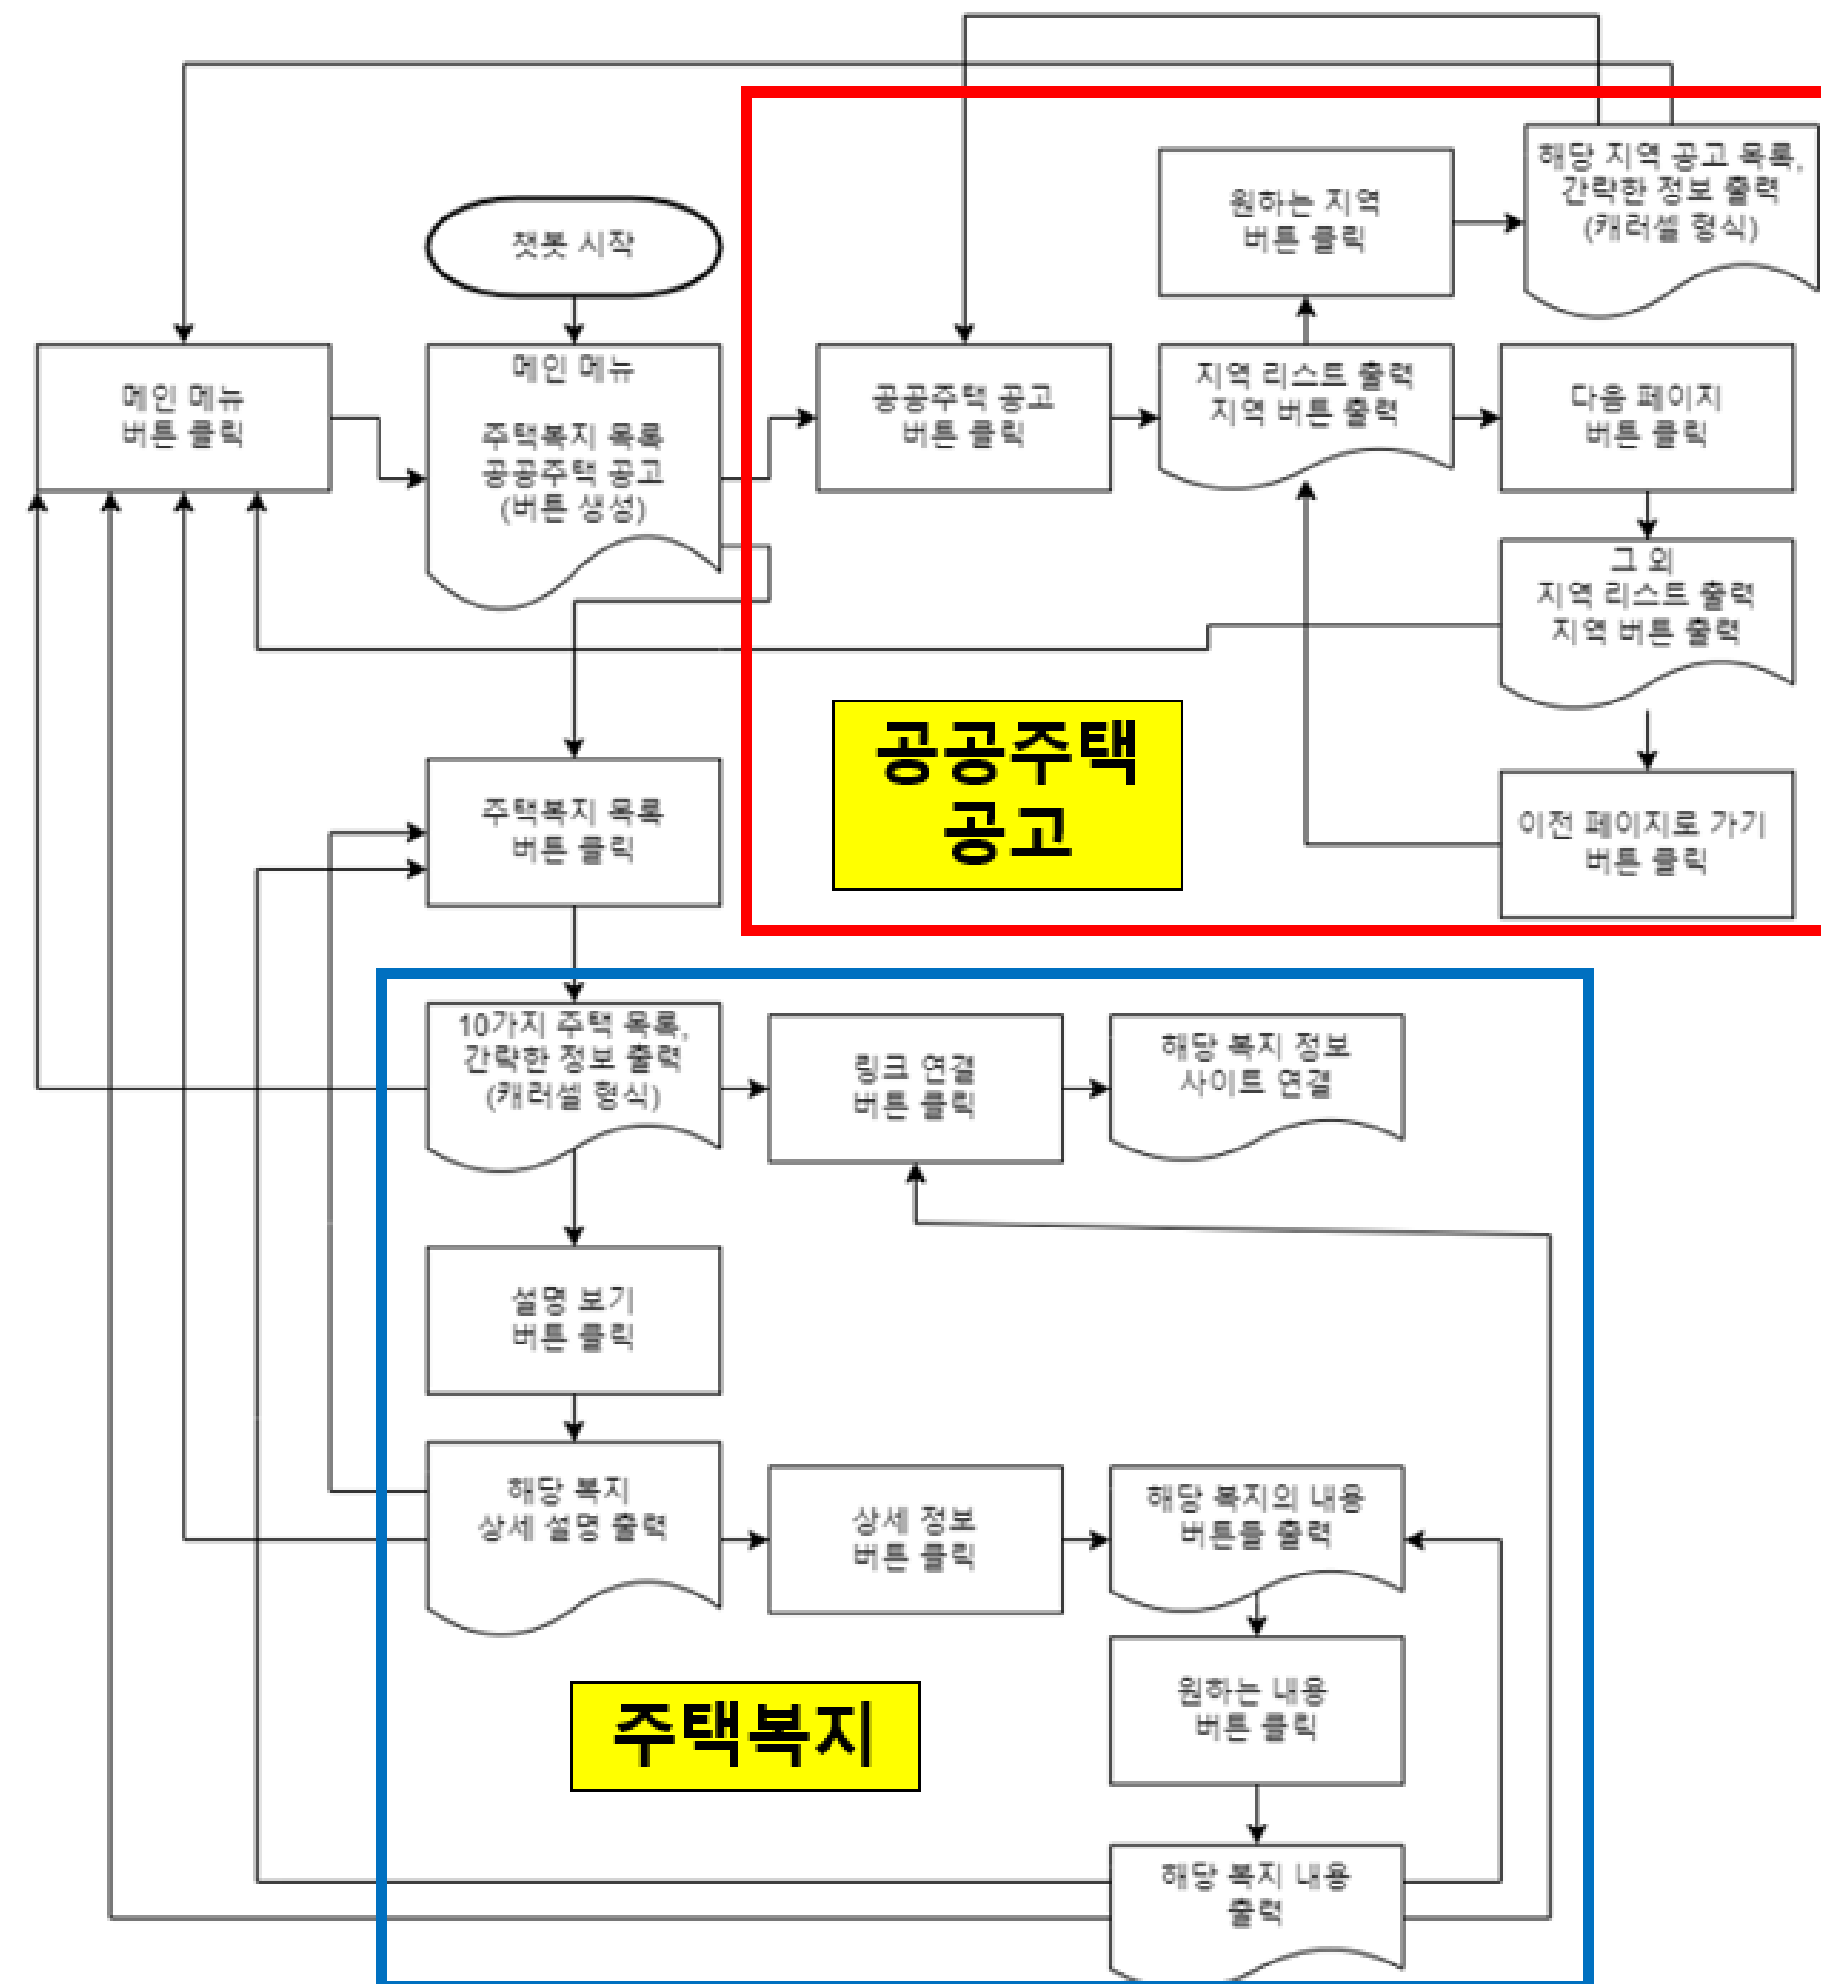 챗봇 시작
메인 메뉴
버튼 클릭
메인 메뉴
주택복지 목록
공공주택 공고
(버튼 생성)
공공주택 공고
버튼 클릭
지역 리스트 출력
지역 버튼 출력
원하는 지역
버튼 클릭
해당 지역 공고 목록,
간략한 정보 출력
(캐러셀 형식)
다음 페이지
버튼 클릭
그 외
지역 리스트 출력
지역 버튼 출력
이전 페이지로 가기
버튼 클릭
공공주택
공고
주택복지 목록
버튼 클릭
10가지 주택 목록,
간략한 정보 출력
(캐러셀 형식)
링크 연결
버튼 클릭
해당 복지 정보
사이트 연결
설명 보기
버튼 클릭
해당 복지
상세 설명 출력
상세 정보
버튼 클릭
해당 복지의 내용
버튼들 출력
원하는 내용
버튼 클릭
해당 복지 내용
출력
주택복지